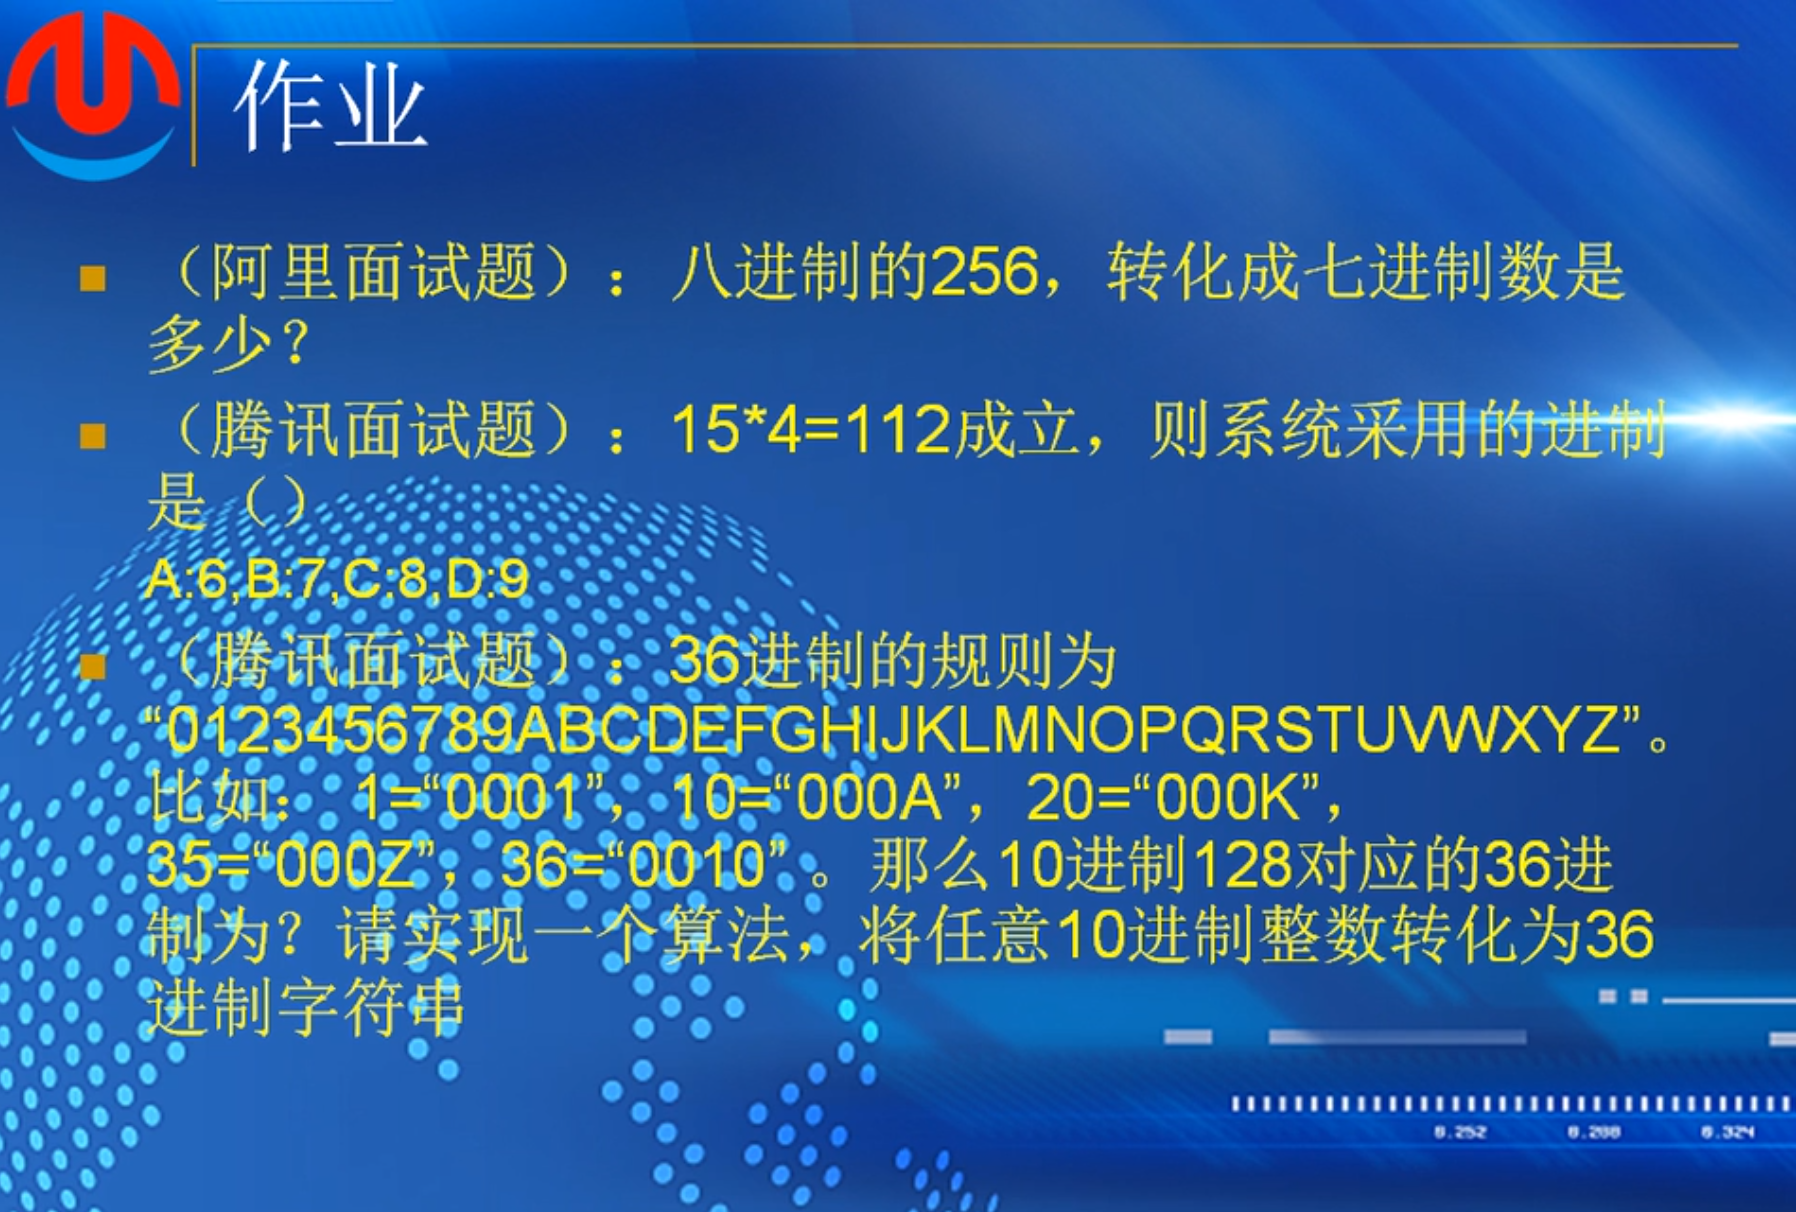 作业
（阿里面试题）：八进制的256，转化成七进制数是
多少？
（腾讯面试题）：15*4=112成立，则系统采用的进制
是（）
A:6,B:7,C:8,D:9
（腾讯面试题）：36进制的规则为
“0123456789ABCDEFGHIJKLMNOPQRSTUVWXYZ”。
比如： 1=“0001”，10=“000A”，20=“000K”，
35=“000Z”，36=“0010” 。那么10进制128对应的36进
制为？请实现一个算法，将任意10进制整数转化为36
进制字符串
0.252 0.288 0.324